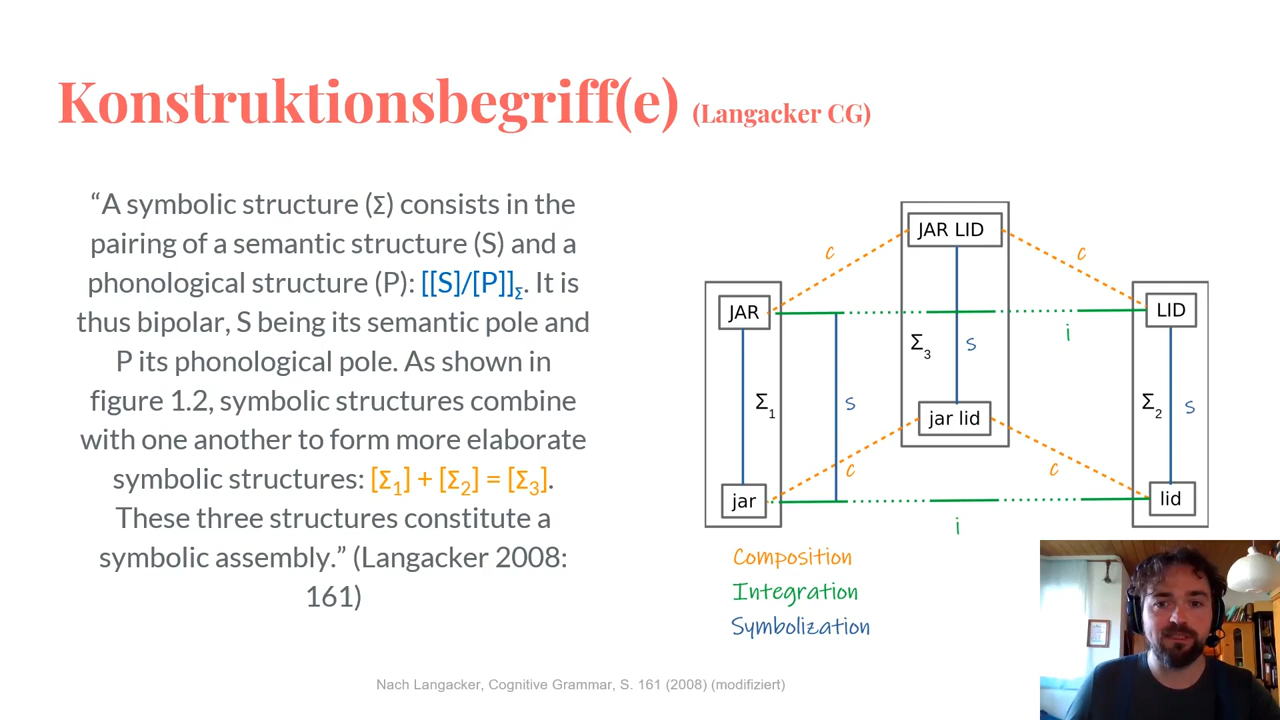 Konstruktionsbegriff(e) (Langacker CG)
“A symbolic structure (Σ) consists in the
pairing of a semantic structure (S) and a
phonological structure (P): [[S]/[P]]Σ. It is
thus bipolar, S being its semantic pole and
P its phonological pole. As shown in
figure 1.2, symbolic structures combine
with one another to form more elaborate
symbolic structures: [Σ1] + [Σ2] = [Σ3].
These three structures constitute a
symbolic assembly.” (Langacker 2008:
161)
JAR LID
c
c
JAR
LID
i
Σ3
s
Σ1
s
Σ2
s
jar lid
c
c
jar
lid
i
Composition
Integration
Symbolization
Nach Langacker, Cognitive Grammar, S. 161 (2008) (modifiziert)